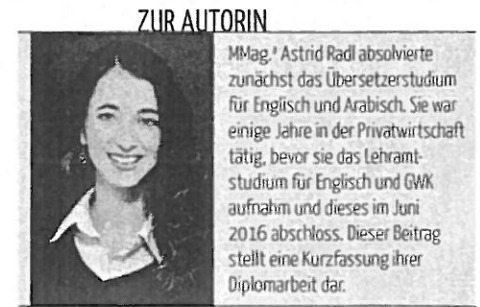 ZUR AUTORIN
MMag.ª Astrid Radl absolvierte
zunächst das Übersetzerstudium
für Englisch und Arabisch. Sie war
einige Jahre in der Privatwirtschaft
tätig, bevor sie das Lehramt-
studium für Englisch und GWK
aufnahm und dieses im Juni
2016 abschloss. Dieser Beitrag
stellt eine Kurzfassung ihrer
Diplomarbeit dar.